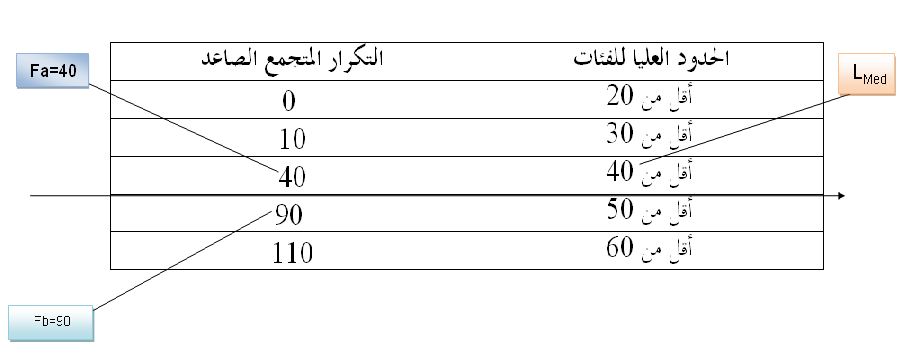 الحدود العليا للفئات التكرار المتجمع الصاعد
Fa=40
L Med
أقل من 20 0
أقل من 30 10
أقل من 40 40
أقل من 50 90
أقل من 60 110
Fb=90